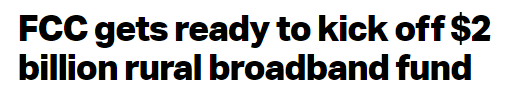 FCC gets ready to kick off $2
billion rural broadband fund